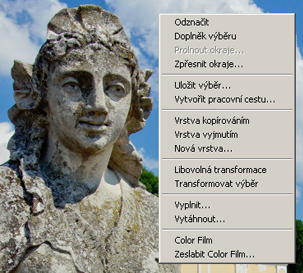 Odznačit
Doplněk výběru
Prolnout okraje...
Zpřesnit okraje...
Uložit výběr...
Vytvořit pracovní cestu...
Vrstva kopírováním
Vrstva vyjmutím
Nová vrstva...
Libovolná transformace
Transformovat výběr
Vyplnit...
Vytáhnout...
Color Film
Zeslabit Color Film...